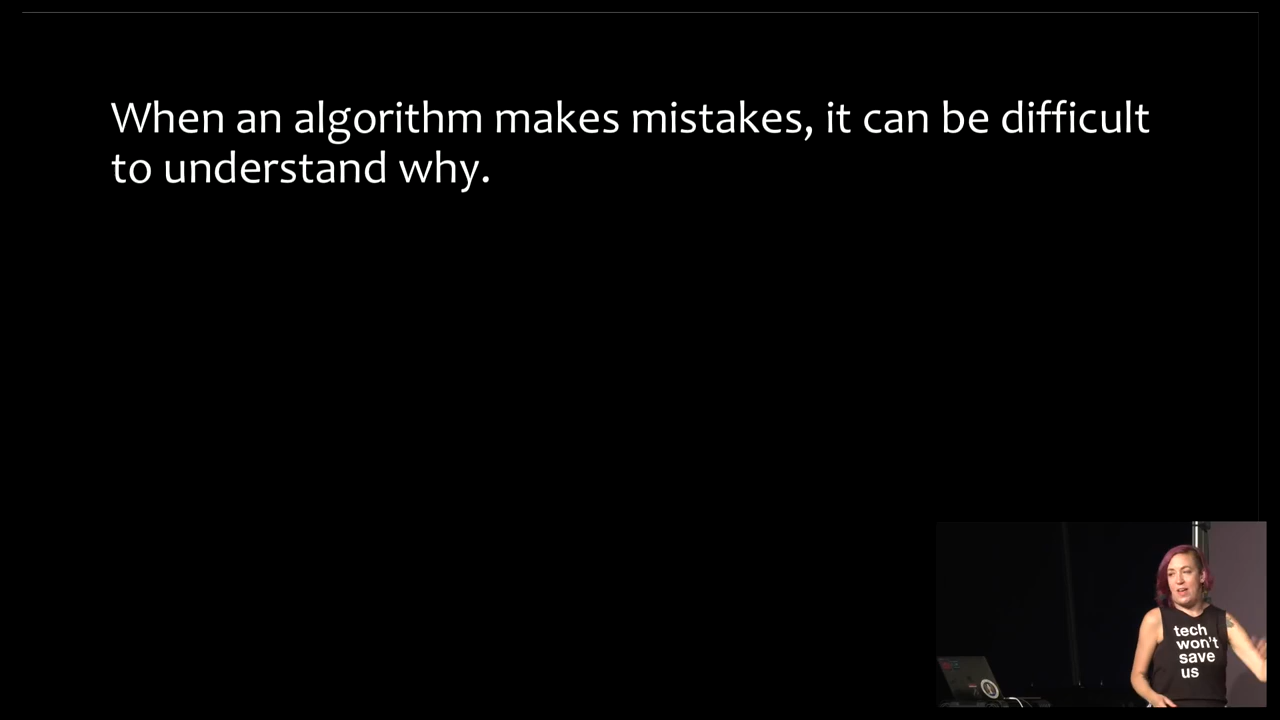 When an algorithm makes mistakes, it can be difficult
to understand why.
tech
won't
save
us